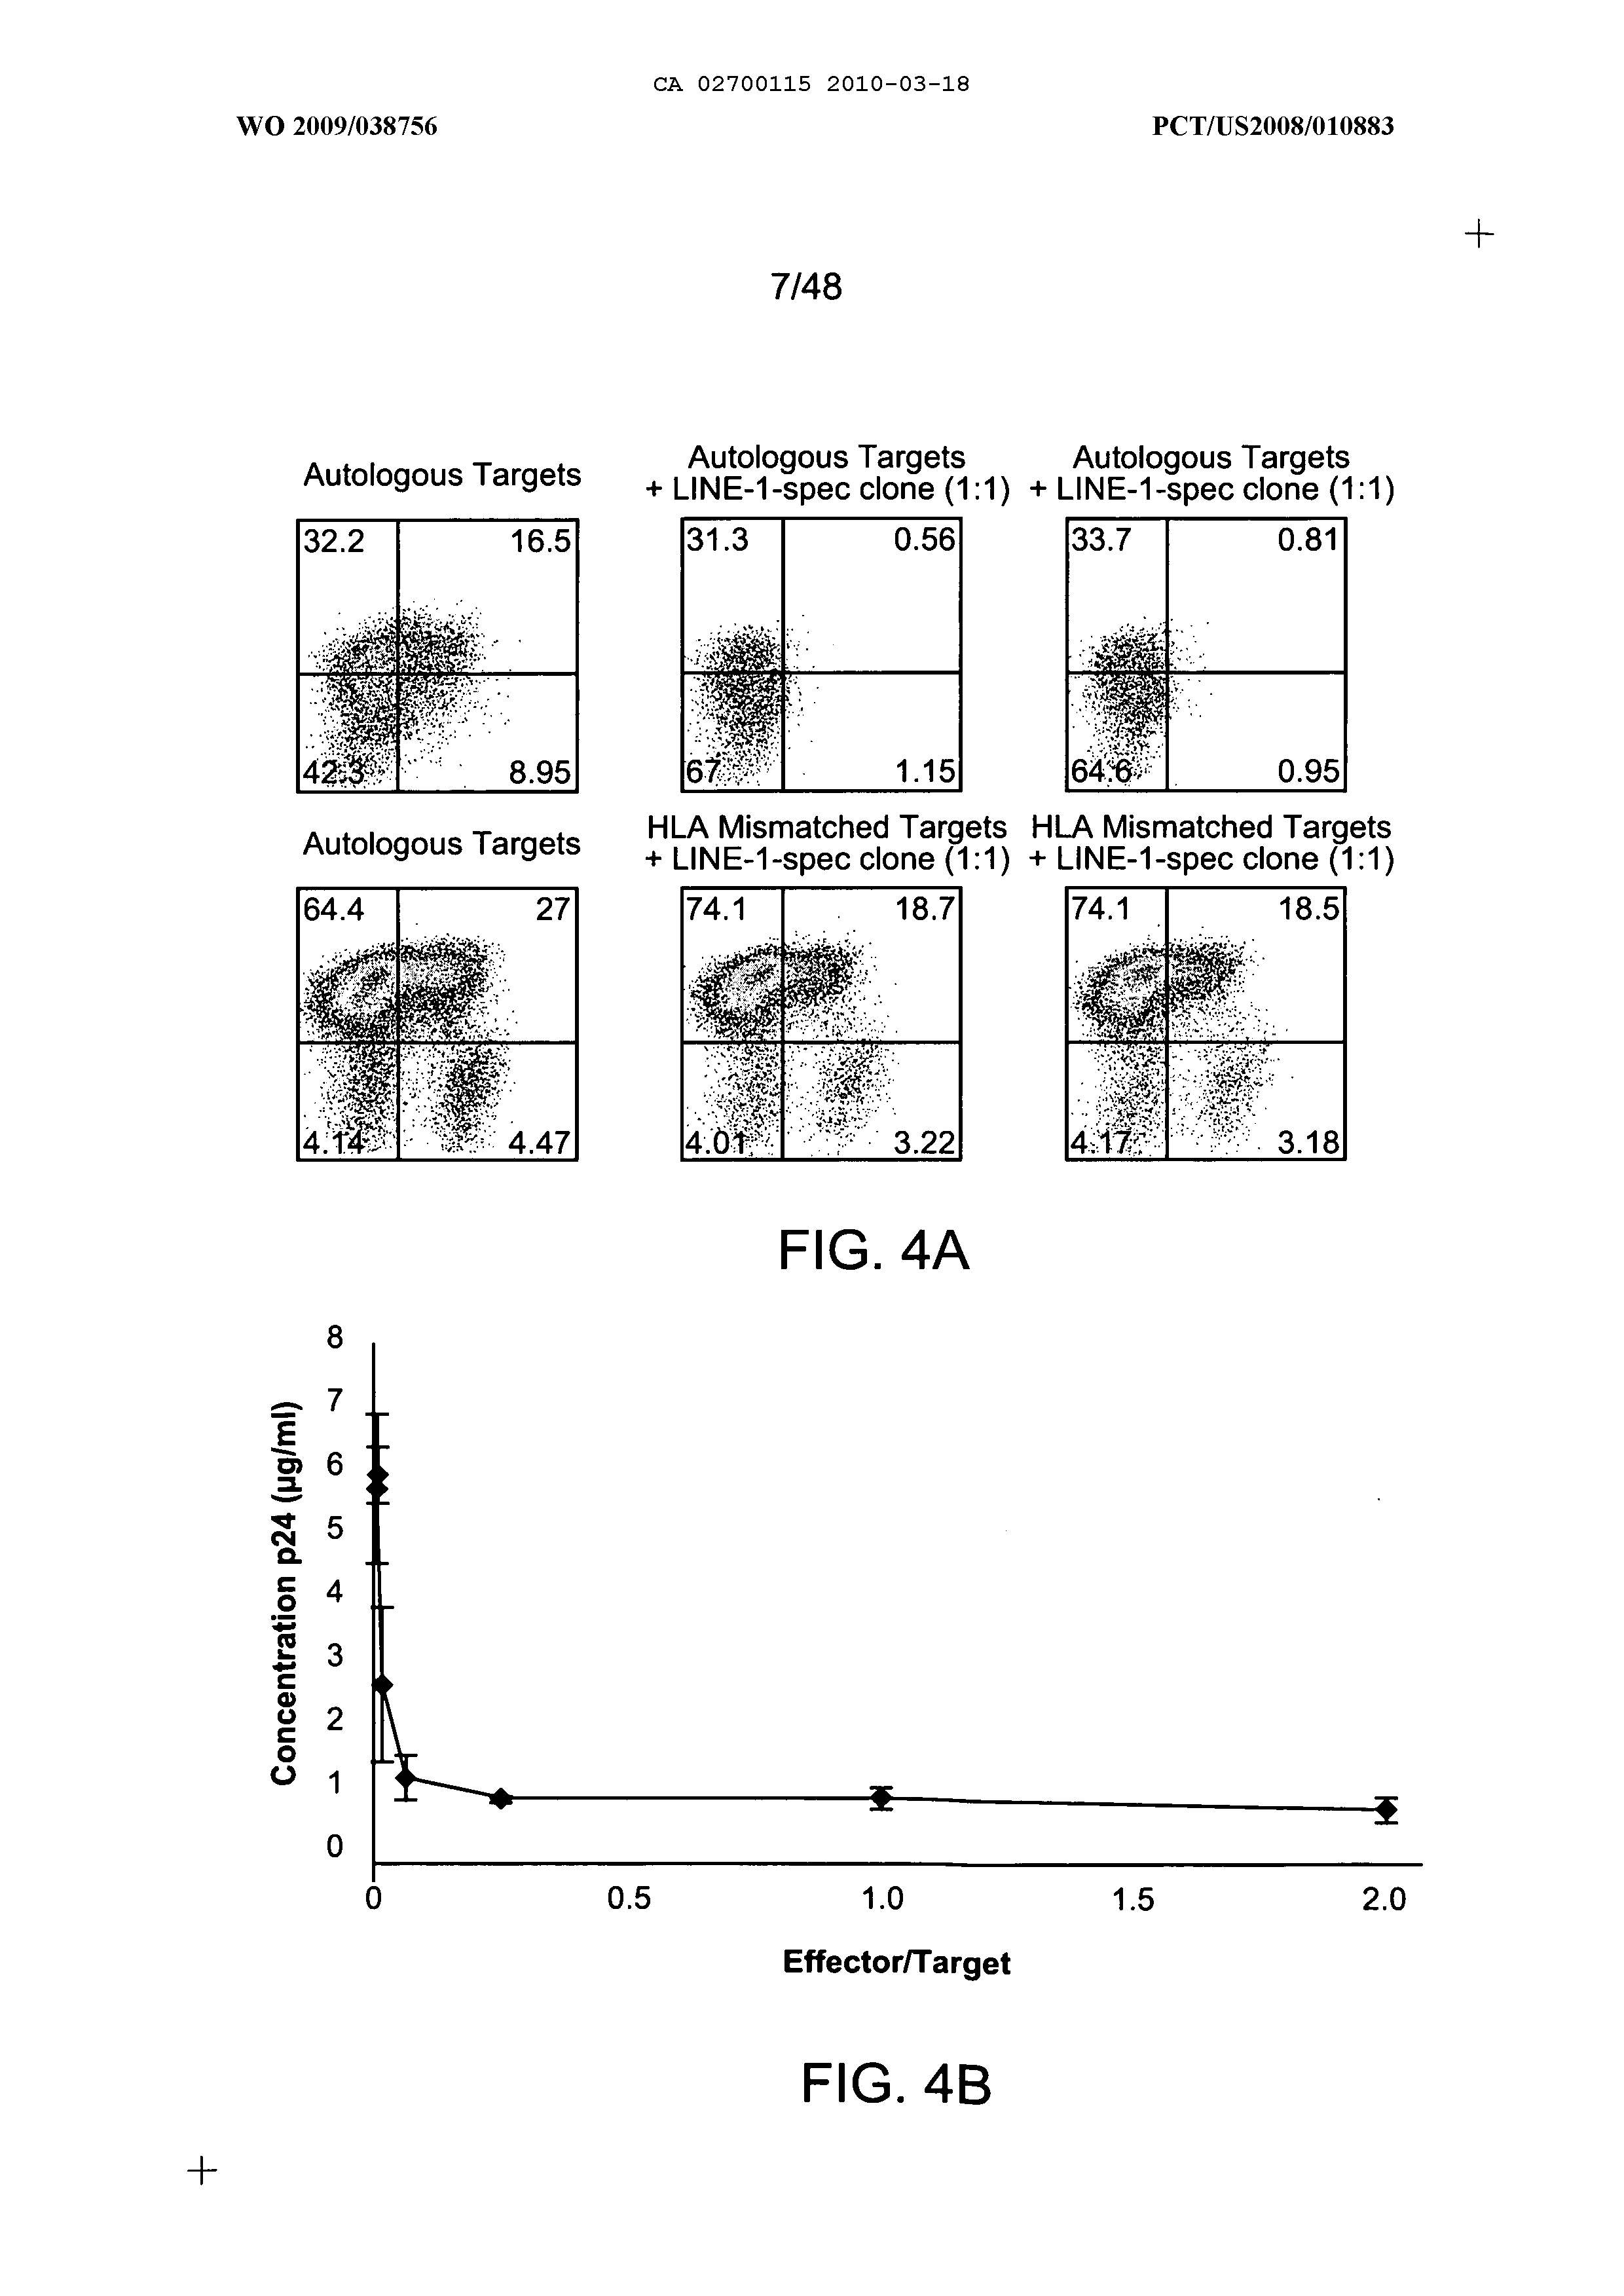 CA 02700115 2010-03-18
WO 2009/038756
PCT/US2008/010883
7/48
Autologous Targets
Autologous Targets
+ LINE-1-spec clone (1:1)
Autologous Targets
+ LINE-1-spec clone (1:1)
32.2 16.5
42.3 8.95
31.3 0.56
67 1.15
33.7 0.81
64.6 0.95
Autologous Targets
HLA Mismatched Targets
+ LINE-1-spec clone (1:1)
HLA Mismatched Targets
+ LINE-1-spec clone (1:1)
64.4 27
4.14 4.47
74.1 18.7
4.01 3.22
74.1 18.5
4.17 3.18
FIG. 4A
Concentration p24 (µg/ml)
8
7
6
5
4
3
2
1
0
0 0.5 1.0 1.5 2.0
Effector/Target
FIG. 4B